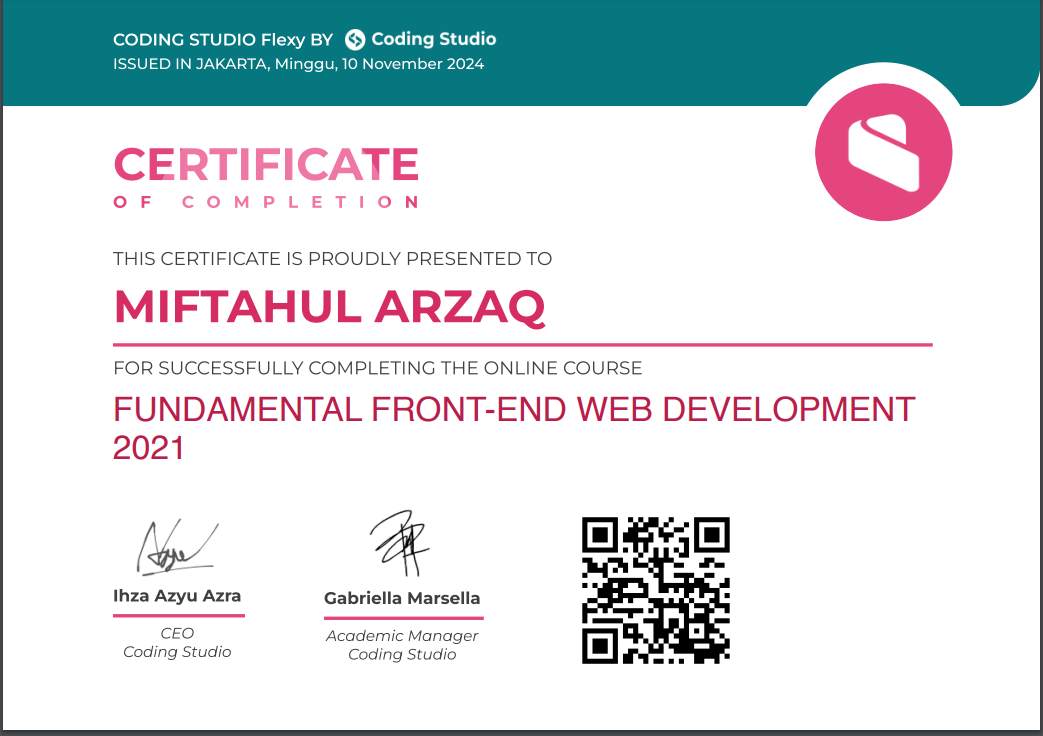 CODING STUDIO Flexy BY Coding Studio
ISSUED IN JAKARTA, Minggu, 10 November 2024
CERTIFICATE
OF COMPLETION
THIS CERTIFICATE IS PROUDLY PRESENTED TO
MIFTAHUL ARZAQ
FOR SUCCESSFULLY COMPLETING THE ONLINE COURSE
FUNDAMENTAL FRONT-END WEB DEVELOPMENT
2021
Ihza Azyu Azra
CEO
Coding Studio
Gabriella Marsella
Academic Manager
Coding Studio